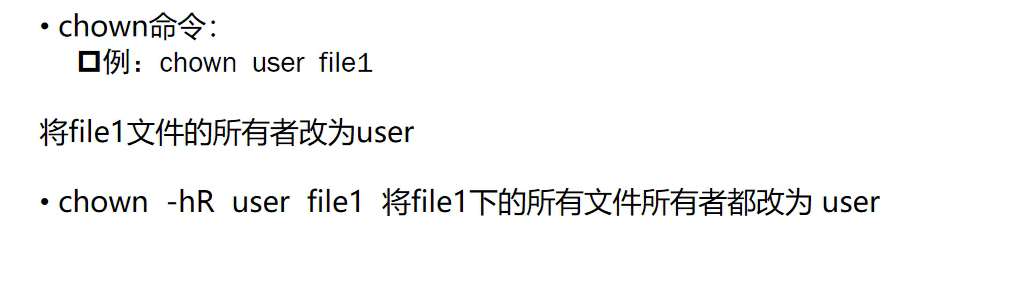 • chown命令：
❑例：chown user file1
将file1文件的所有者改为user
• chown -hR user file1 将file1下的所有文件所有者都改为 user